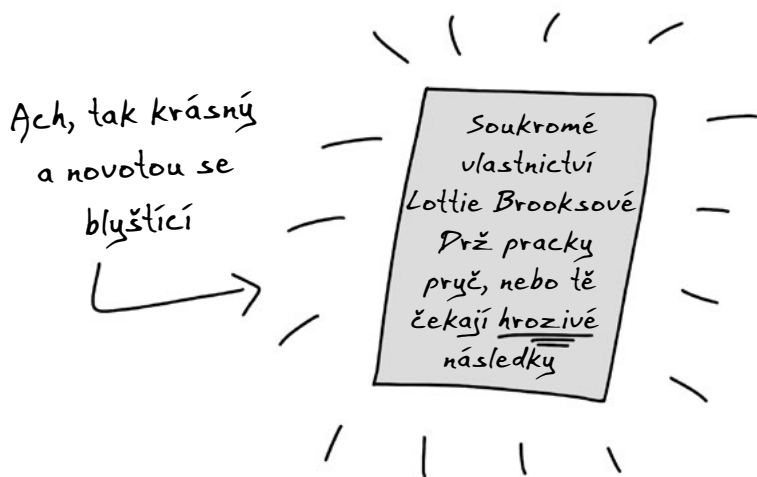 Ach, tak krásný
a novotou se
blyštící
Soukromé
vlastnictví
Lottie Brooksové
Drž pracky
pryč, nebo tě
čekají hrozivé
následky